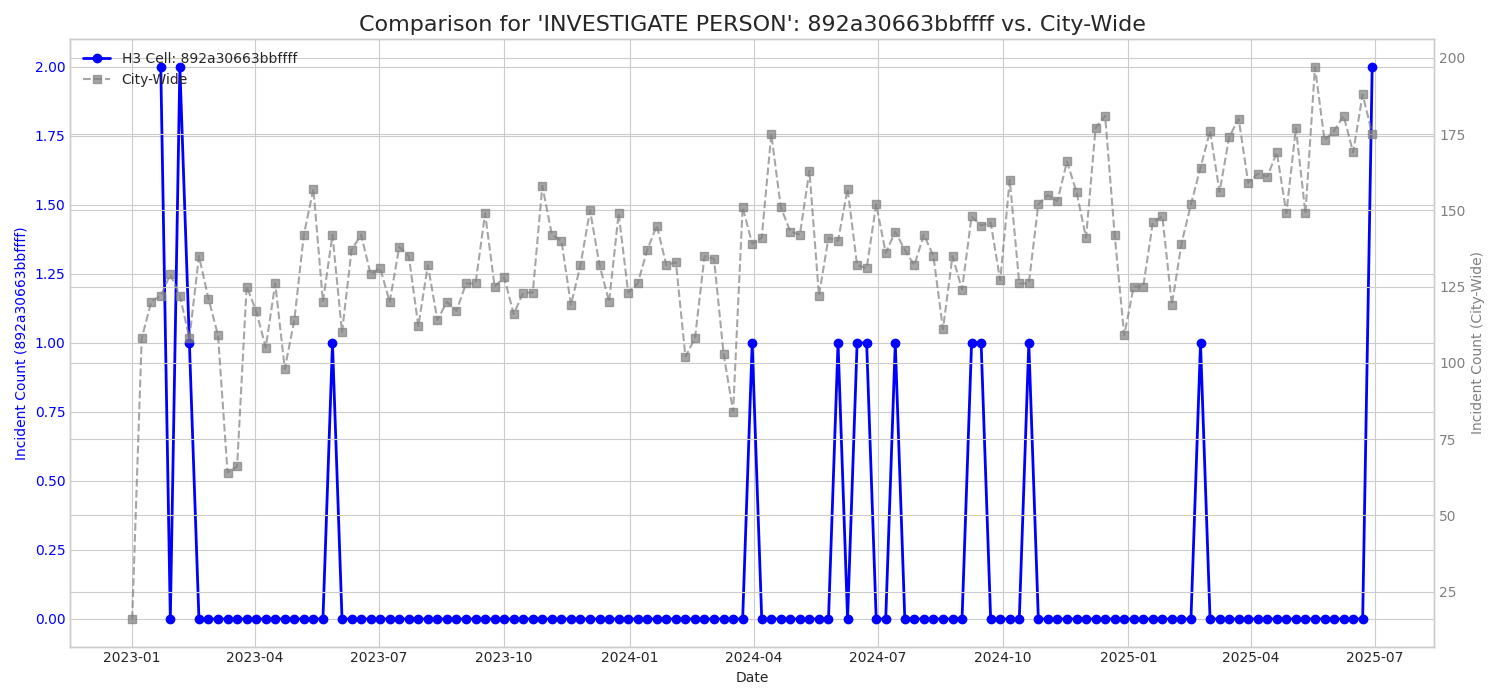 Comparison for 'INVESTIGATE PERSON': 892a30663bbffff vs. City-Wide
H3 Cell: 892a30663bbffff
City-Wide
Incident Count (892a30663bbffff)
2.00
1.75
1.50
1.25
1.00
0.75
0.50
0.25
0.00
200
175
150
125
100
75
50
25
Incident Count (City-Wide)
2023-01 2023-04 2023-07 2023-10 2024-01 2024-04 2024-07 2024-10 2025-01 2025-04 2025-07
Date